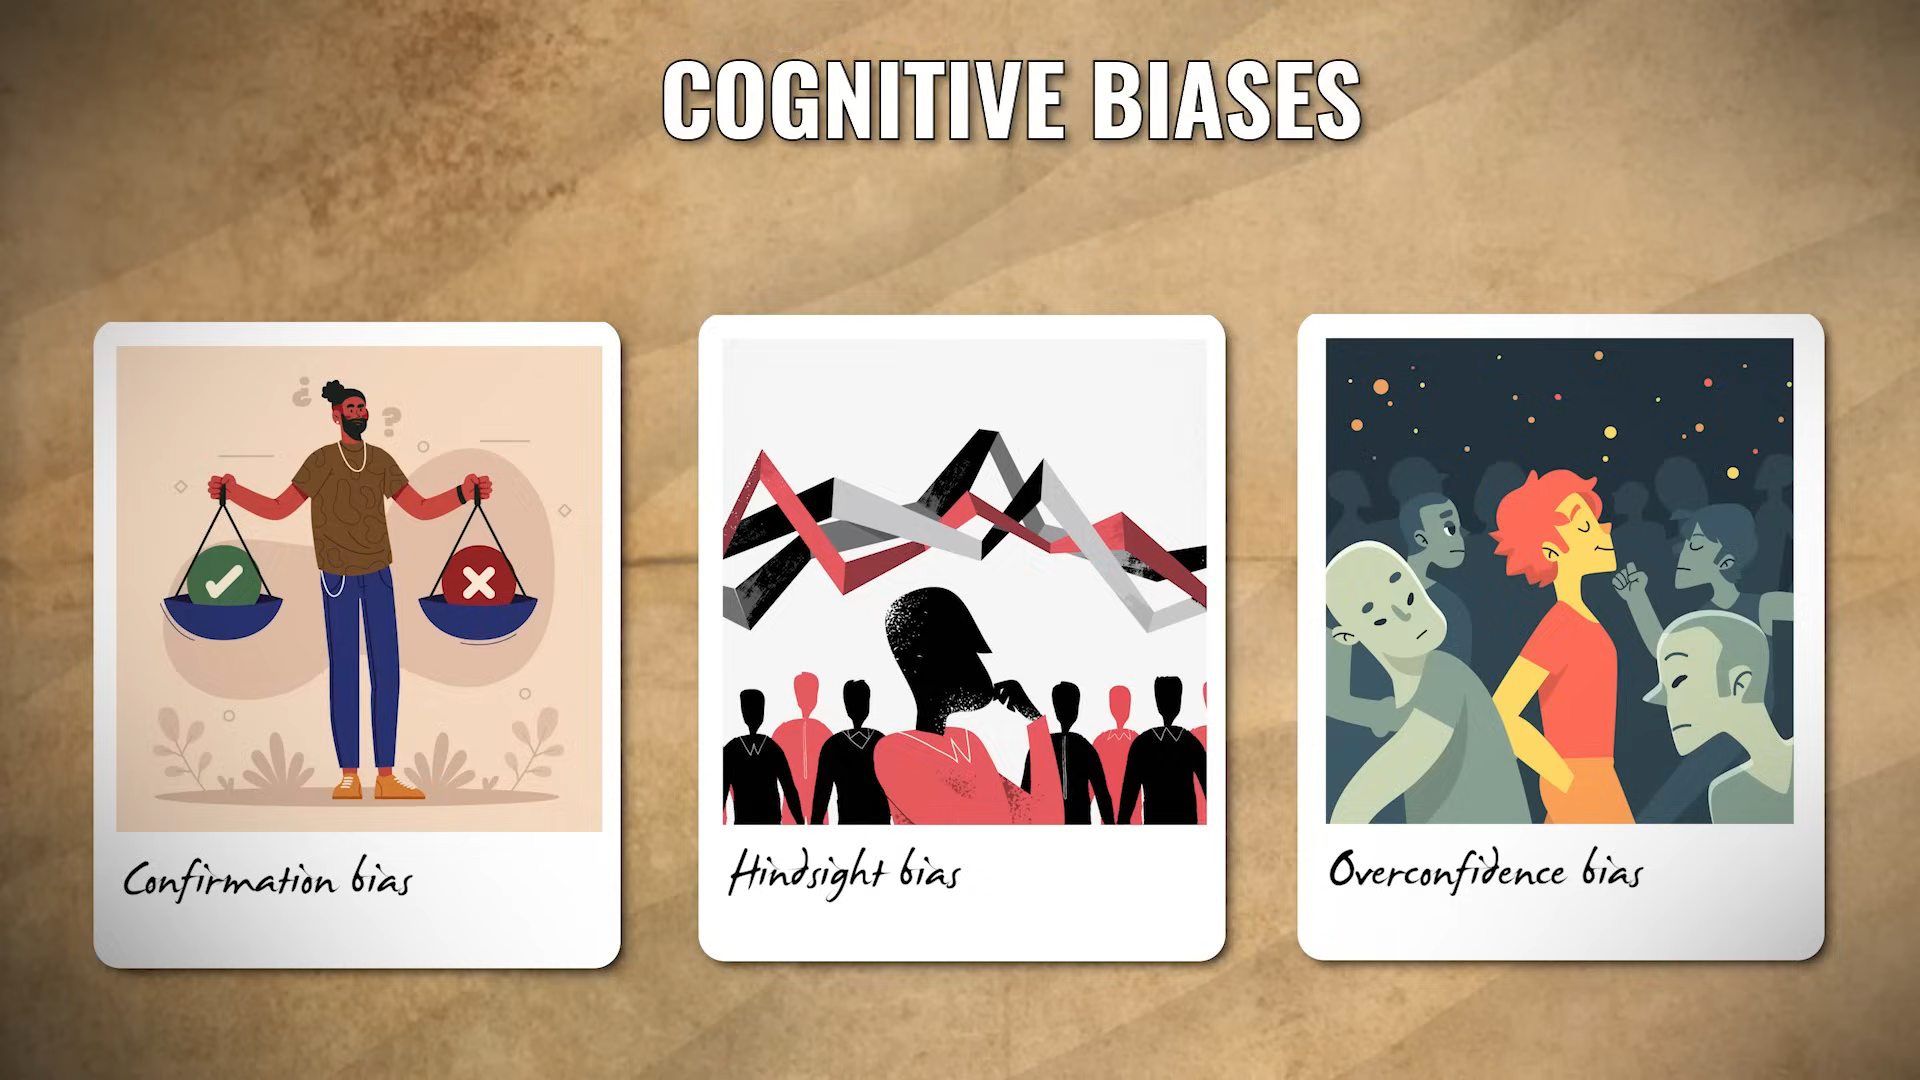 COGNITIVE BIASES
Confirmation bias
Hindsight bias
Overconfidence bias